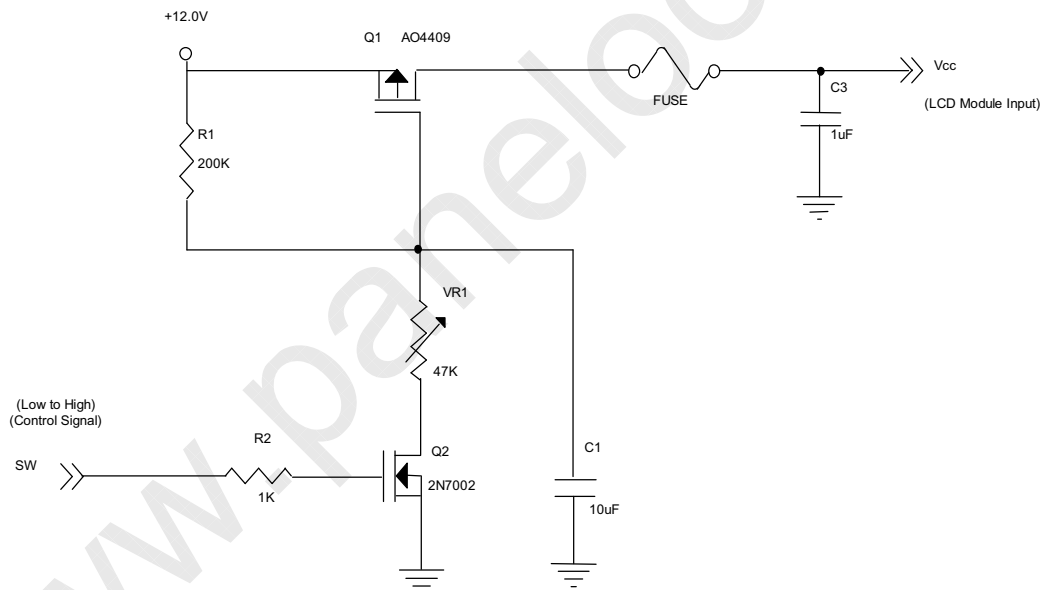 +12.0V
Q1 AO4409
Vcc
C3
FUSE
(LCD Module Input)
R1
1uF
200K
VR1
47K
(Low to High)
(Control Signal)
R2
Q2
C1
SW
2N7002
1K
10uF
www.panelo